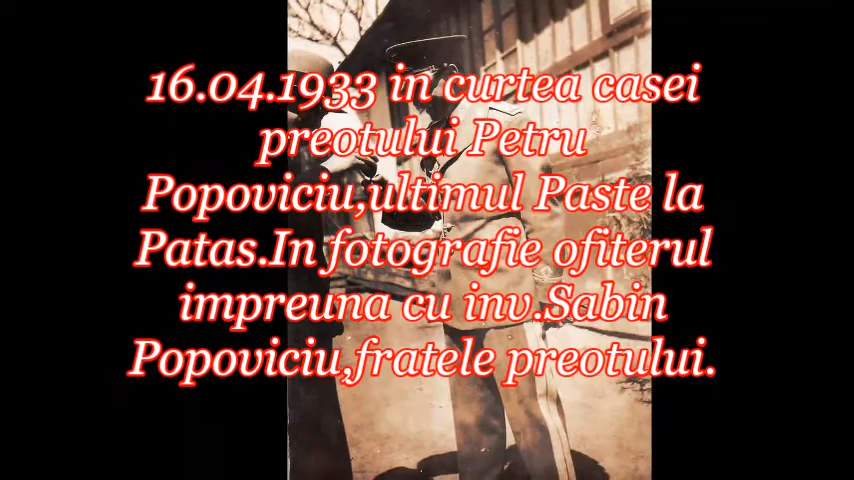 16.04.1933 in curtea casei
preotului Petru
Popoviciu,ultimul Paste la
Patas.In fotografie ofiterul
impreuna cu inv.Sabin
Popoviciu,fratele preotului.